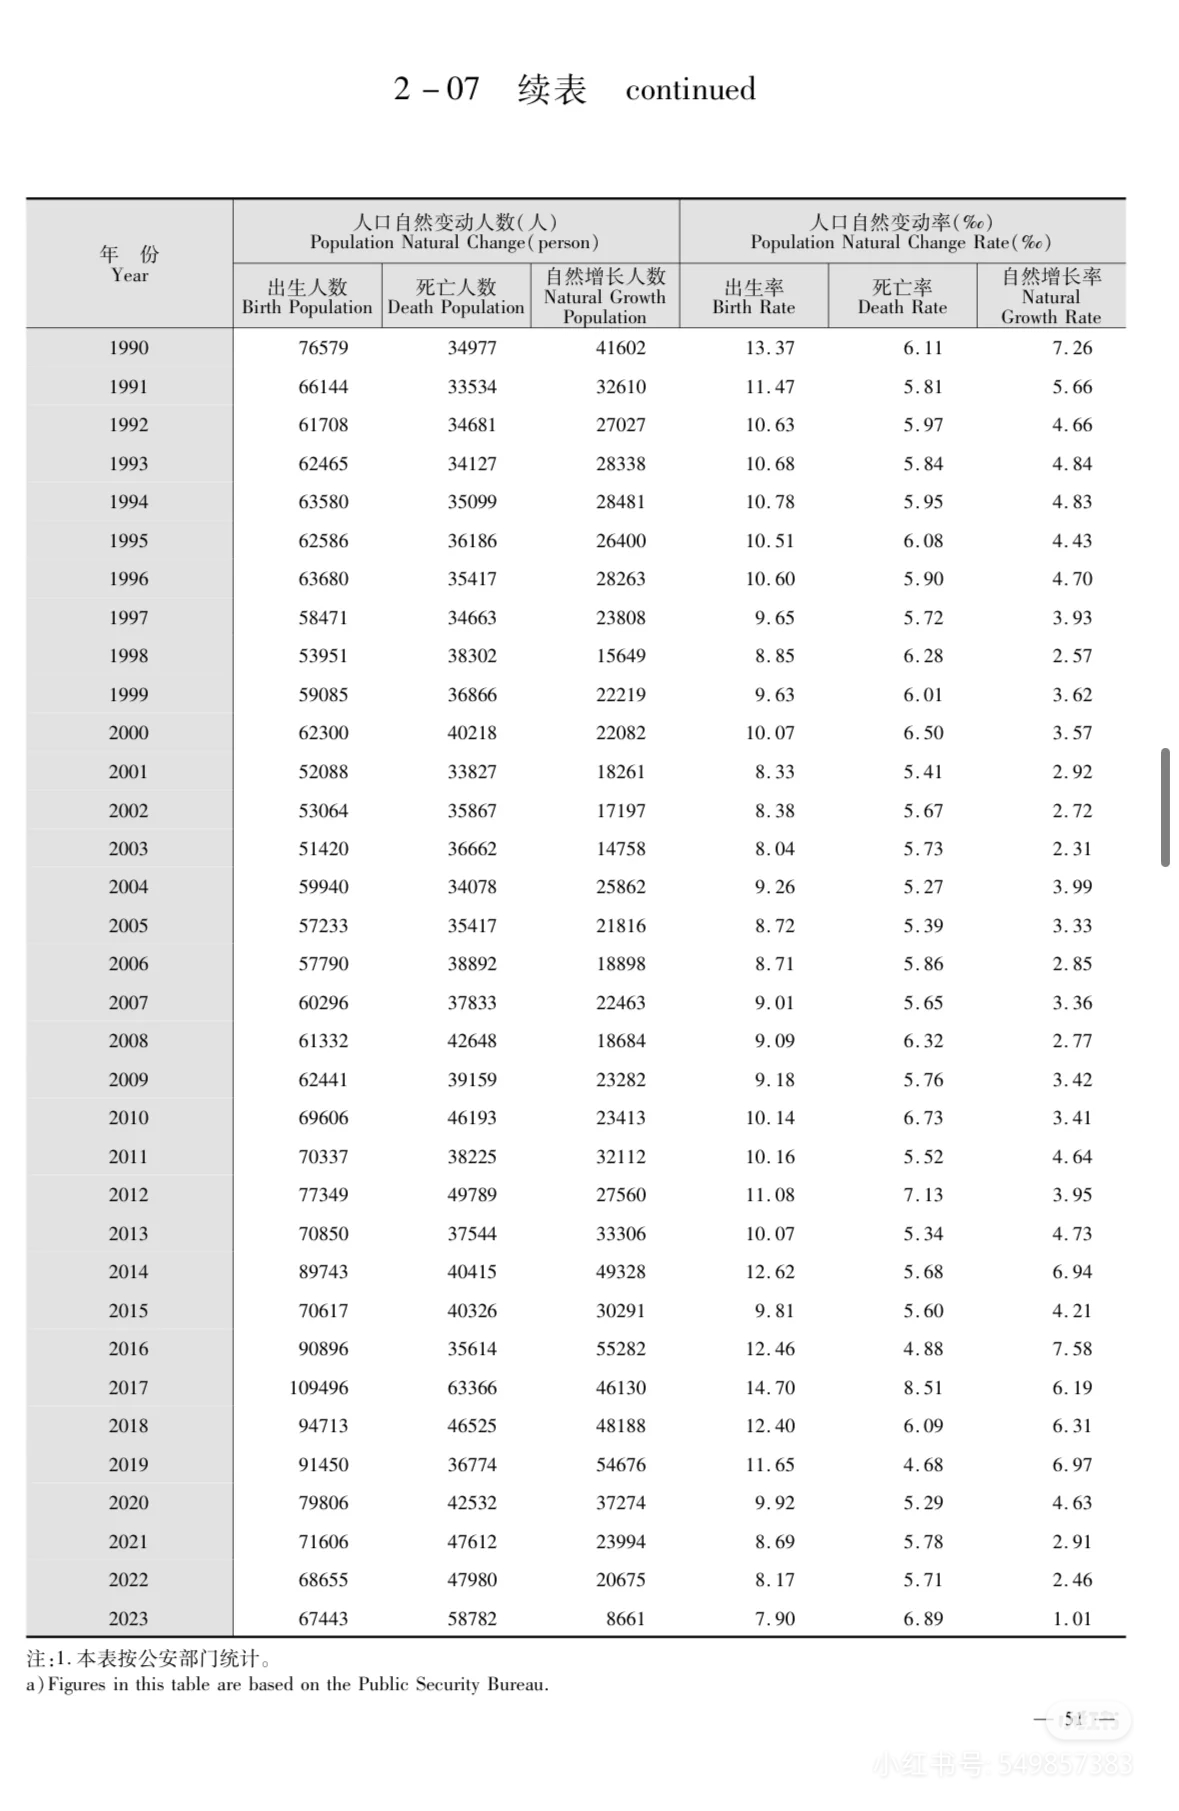 2－07 续表 continued
年 份
Year
人口自然变动人数(人)
Population Natural Change(person)
人口自然变动率(‰)
Population Natural Change Rate(‰)
出生人数
Birth Population
死亡人数
Death Population
自然增长人数
Natural Growth
Population
出生率
Birth Rate
死亡率
Death Rate
自然增长率
Natural
Growth Rate
1990 76579 34977 41602 13.37 6.11 7.26
1991 66144 33534 32610 11.47 5.81 5.66
1992 61708 34681 27027 10.63 5.97 4.66
1993 62465 34127 28338 10.68 5.84 4.84
1994 63580 35099 28481 10.78 5.95 4.83
1995 62586 36186 26400 10.51 6.08 4.43
1996 63680 35417 28263 10.60 5.90 4.70
1997 58471 34663 23808 9.65 5.72 3.93
1998 53951 38302 15649 8.85 6.28 2.57
1999 59085 36866 22219 9.63 6.01 3.62
2000 62300 40218 22082 10.07 6.50 3.57
2001 52088 33827 18261 8.33 5.41 2.92
2002 53064 35867 17197 8.38 5.67 2.72
2003 51420 36662 14758 8.04 5.73 2.31
2004 59940 34078 25862 9.26 5.27 3.99
2005 57233 35417 21816 8.72 5.39 3.33
2006 57790 38892 18898 8.71 5.86 2.85
2007 60296 37833 22463 9.01 5.65 3.36
2008 61332 42648 18684 9.09 6.32 2.77
2009 62441 39159 23282 9.18 5.76 3.42
2010 69606 46193 23413 10.14 6.73 3.41
2011 70337 38225 32112 10.16 5.52 4.64
2012 77349 49789 27560 11.08 7.13 3.95
2013 70850 37544 33306 10.07 5.34 4.73
2014 89743 40415 49328 12.62 5.68 6.94
2015 70617 40326 30291 9.81 5.60 4.21
2016 90896 35614 55282 12.46 4.88 7.58
2017 109496 63366 46130 14.70 8.51 6.19
2018 94713 46525 48188 12.40 6.09 6.31
2019 91450 36774 54676 11.65 4.68 6.97
2020 79806 42532 37274 9.92 5.29 4.63
2021 71606 47612 23994 8.69 5.78 2.91
2022 68655 47980 20675 8.17 5.71 2.46
2023 67443 58782 8661 7.90 6.89 1.01
注:1.本表按公安部门统计。
a)Figures in this table are based on the Public Security Bureau.
— 51 —
小红书号: 549857383